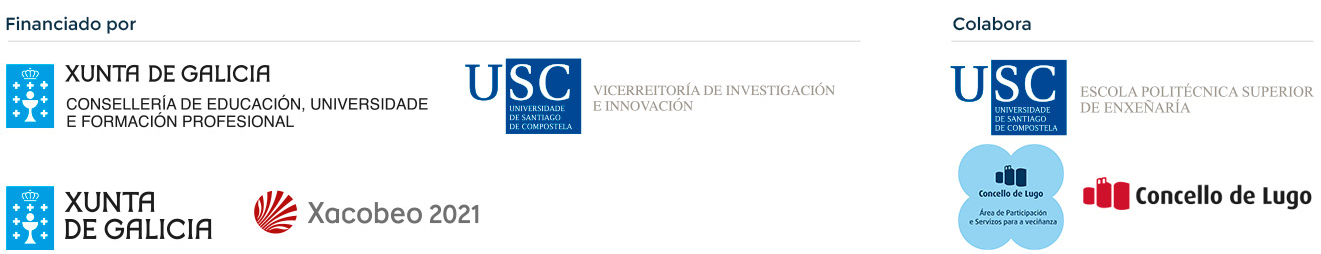 Financiado por
XUNTA DE GALICIA
CONSELLERÍA DE EDUCACIÓN, UNIVERSIDADE
E FORMACIÓN PROFESIONAL
USC
UNIVERSIDADE
DE SANTIAGO
DE COMPOSTELA
VICERREITORÍA DE INVESTIGACIÓN
E INNOVACIÓN
XUNTA
DE GALICIA
Xacobeo 2021
Colabora
USC
UNIVERSIDADE
DE SANTIAGO
DE COMPOSTELA
ESCOLA POLITÉCNICA SUPERIOR
DE ENXEÑARÍA
Concello de Lugo
Área de Participación
e Servizos para a veciñanza
Concello de Lugo